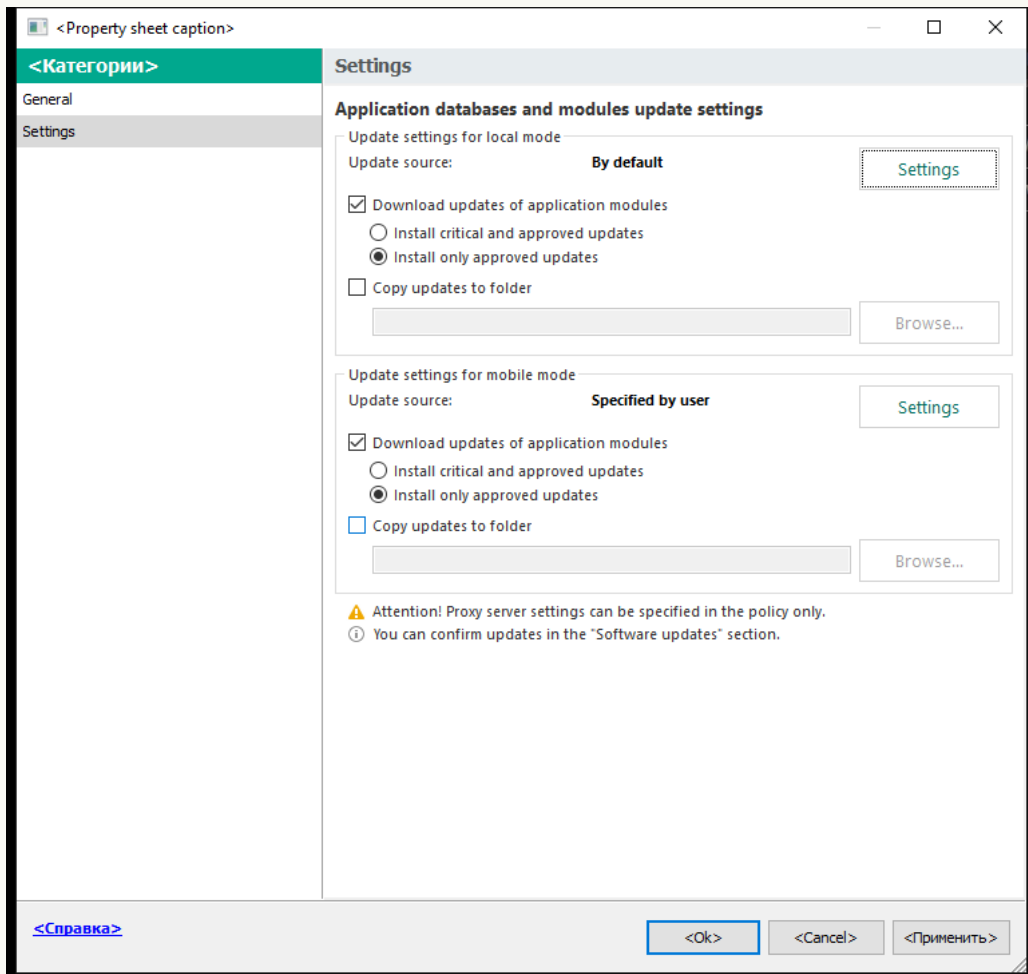 <Property sheet caption>
<Категории>
General
Settings
Settings
Application databases and modules update settings
Update settings for local mode
Update source: By default
Settings
Download updates of application modules
Install critical and approved updates
Install only approved updates
Copy updates to folder
Browse...
Update settings for mobile mode
Update source: Specified by user
Settings
Download updates of application modules
Install critical and approved updates
Install only approved updates
Copy updates to folder
Browse...
Attention! Proxy server settings can be specified in the policy only.
You can confirm updates in the "Software updates" section.
<Справка>
<Ok> <Cancel> <Применить>